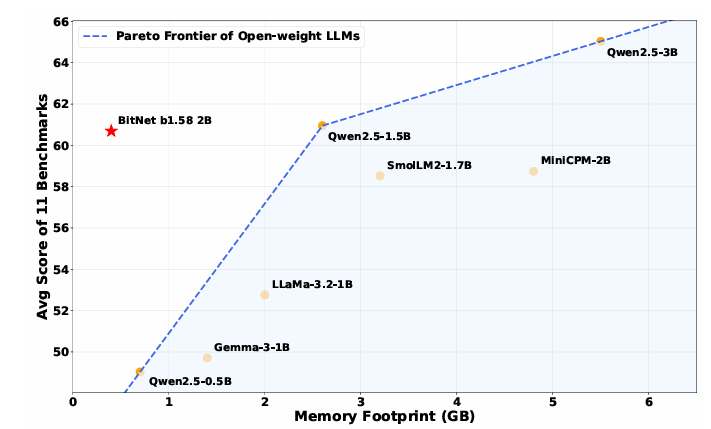 Pareto Frontier of Open-weight LLMs
66
64
62
60
58
56
54
52
50
Avg Score of 11 Benchmarks
BitNet b1.58 2B
Qwen2.5-3B
Qwen2.5-1.5B
SmolLM2-1.7B
MiniCPM-2B
LLaMa-3.2-1B
Gemma-3-1B
Qwen2.5-0.5B
0 1 2 3 4 5 6
Memory Footprint (GB)